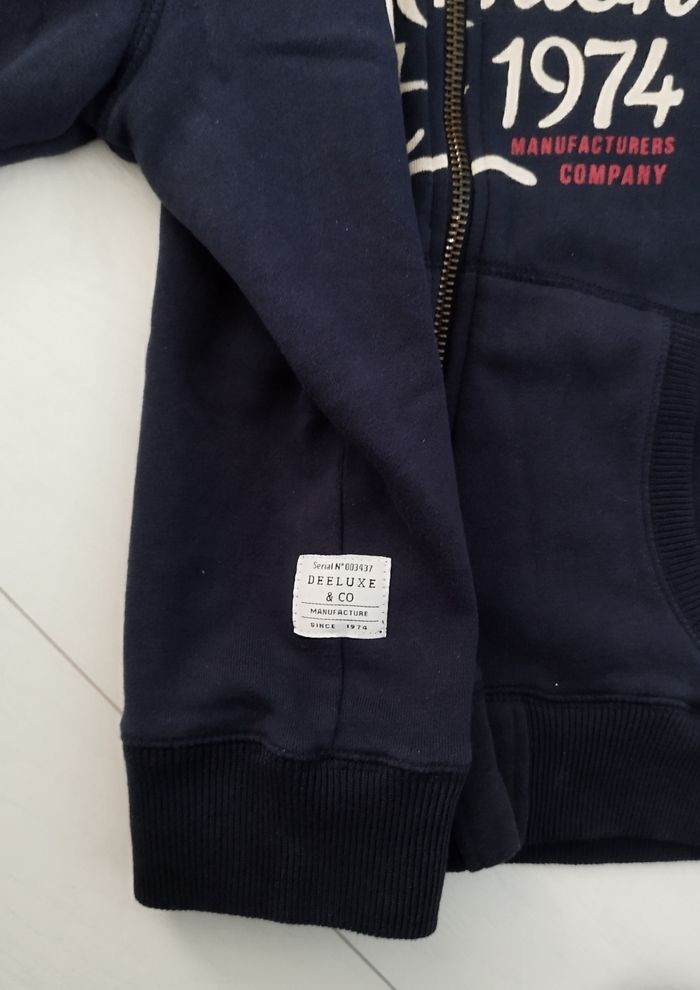 1974
MANUFACTURERS
COMPANY
Serial N° 003437
DEELUXE
& CO
MANUFACTURE
SINCE 1974